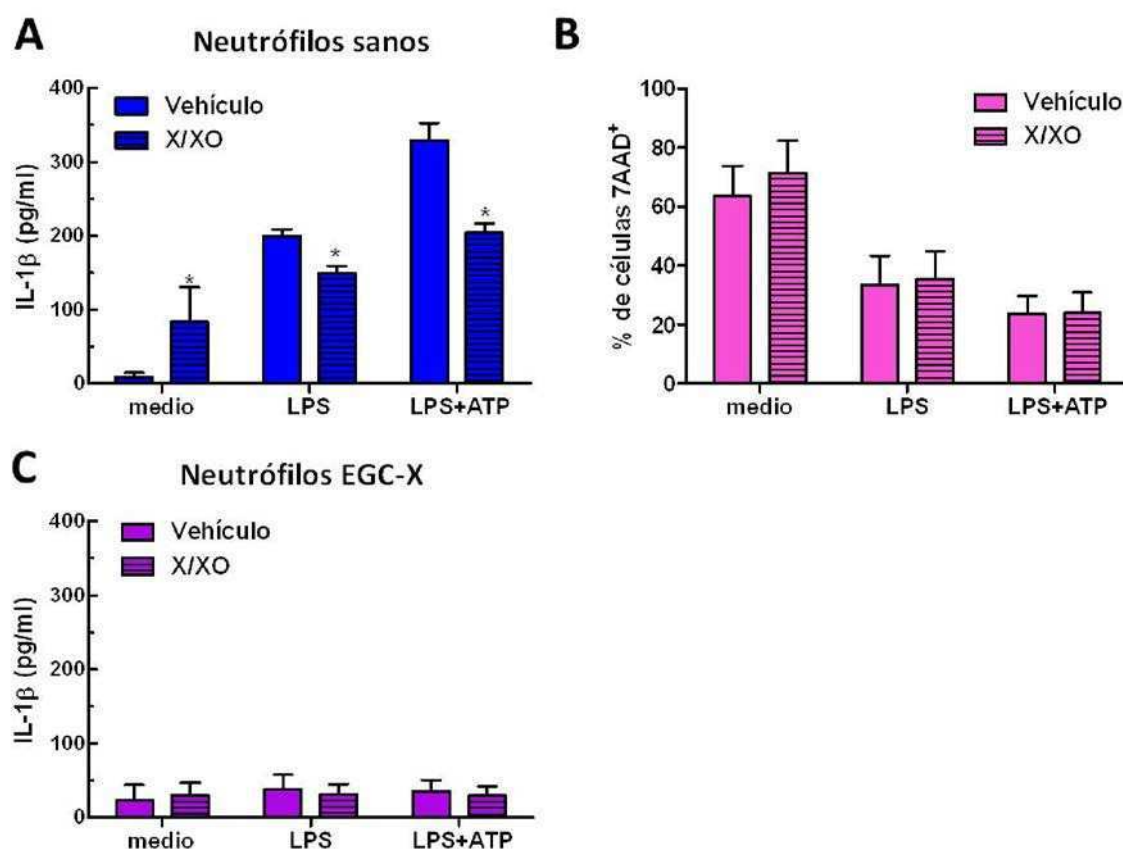 A
Neutrófilos sanos
IL-1β (pg/ml)
400
300
200
100
0
Vehículo
X/XO
*
*
*
medio
LPS
LPS+ATP
B
% de células 7AAD⁺
100
80
60
40
20
0
Vehículo
X/XO
medio
LPS
LPS+ATP
C
Neutrófilos EGC-X
IL-1β (pg/ml)
400
300
200
100
0
Vehículo
X/XO
medio
LPS
LPS+ATP